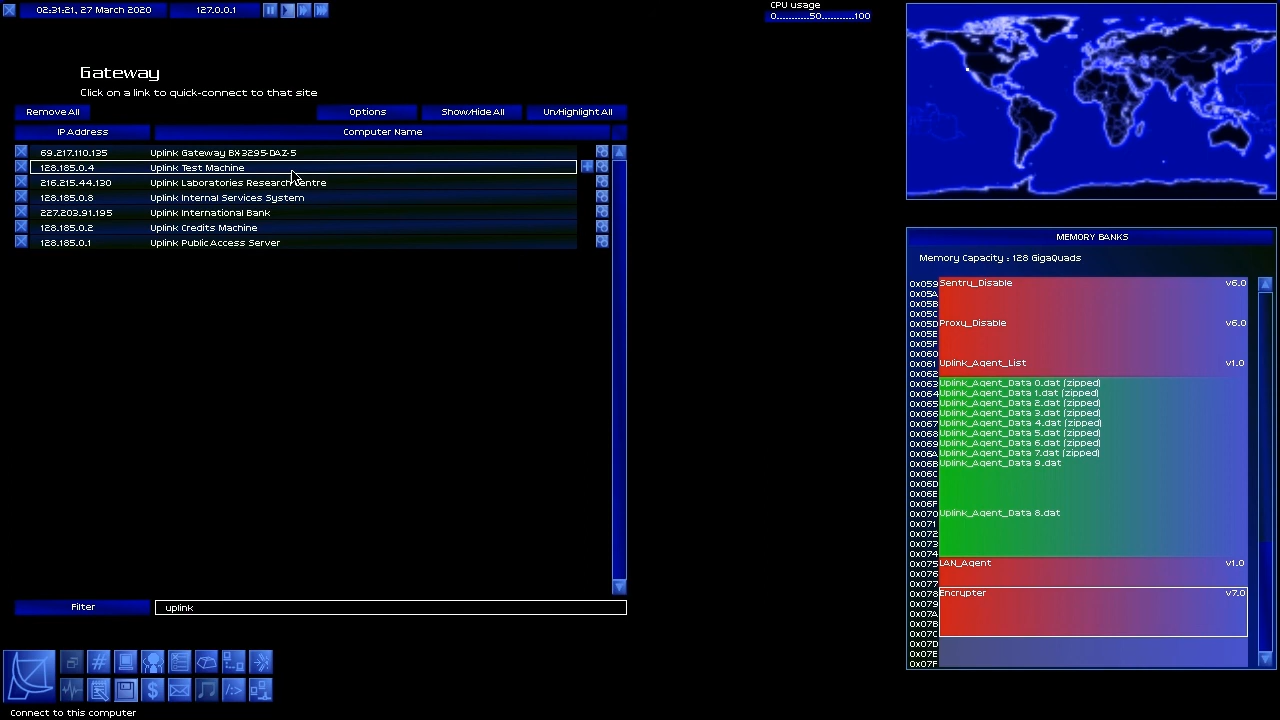 02:31:21, 27 March 2020
127.0.0.1
CPU usage
0...........50...........100
Gateway
Click on a link to quick-connect to that site
Remove All
Options
Show/Hide All
Un/Highlight All
IP Address
Computer Name
69.217.110.135 Uplink Gateway BX-3295-DAZ-5
128.185.0.4 Uplink Test Machine
216.215.44.130 Uplink Laboratories Research Centre
128.185.0.8 Uplink Internal Services System
227.203.91.195 Uplink International Bank
128.185.0.2 Uplink Credits Machine
128.185.0.1 Uplink Public Access Server
Filter
uplink
Connect to this computer
MEMORY BANKS
Memory Capacity : 128 GigaQuads
0x059 Sentry_Disable v6.0
0x05A
0x05B
0x05C
0x05D Proxy_Disable v6.0
0x05E
0x05F
0x060
0x061 Uplink_Agent_List v1.0
0x062
0x063 Uplink_Agent_Data 0.dat (zipped)
0x064 Uplink_Agent_Data 1.dat (zipped)
0x065 Uplink_Agent_Data 2.dat (zipped)
0x066 Uplink_Agent_Data 3.dat (zipped)
0x067 Uplink_Agent_Data 4.dat (zipped)
0x068 Uplink_Agent_Data 5.dat (zipped)
0x069 Uplink_Agent_Data 6.dat (zipped)
0x06A Uplink_Agent_Data 7.dat (zipped)
0x06B Uplink_Agent_Data 9.dat
0x06C
0x06D
0x06E
0x06F
0x070 Uplink_Agent_Data 8.dat
0x071
0x072
0x073
0x074
0x075 LAN_Agent v1.0
0x076
0x077
0x078 Encrypter v7.0
0x079
0x07A
0x07B
0x07C
0x07D
0x07E
0x07F